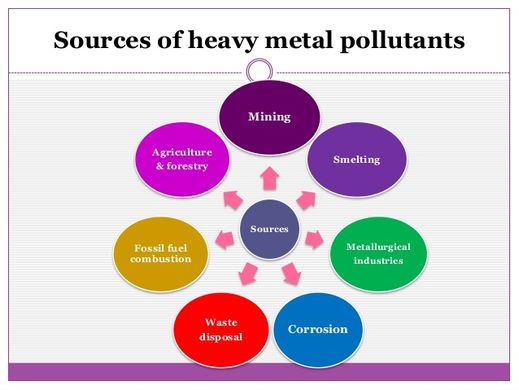 Sources of heavy metal pollutants
Mining
Agriculture
& forestry
Smelting
Sources
Fossil fuel
combustion
Metallurgical
industries
Waste
disposal
Corrosion